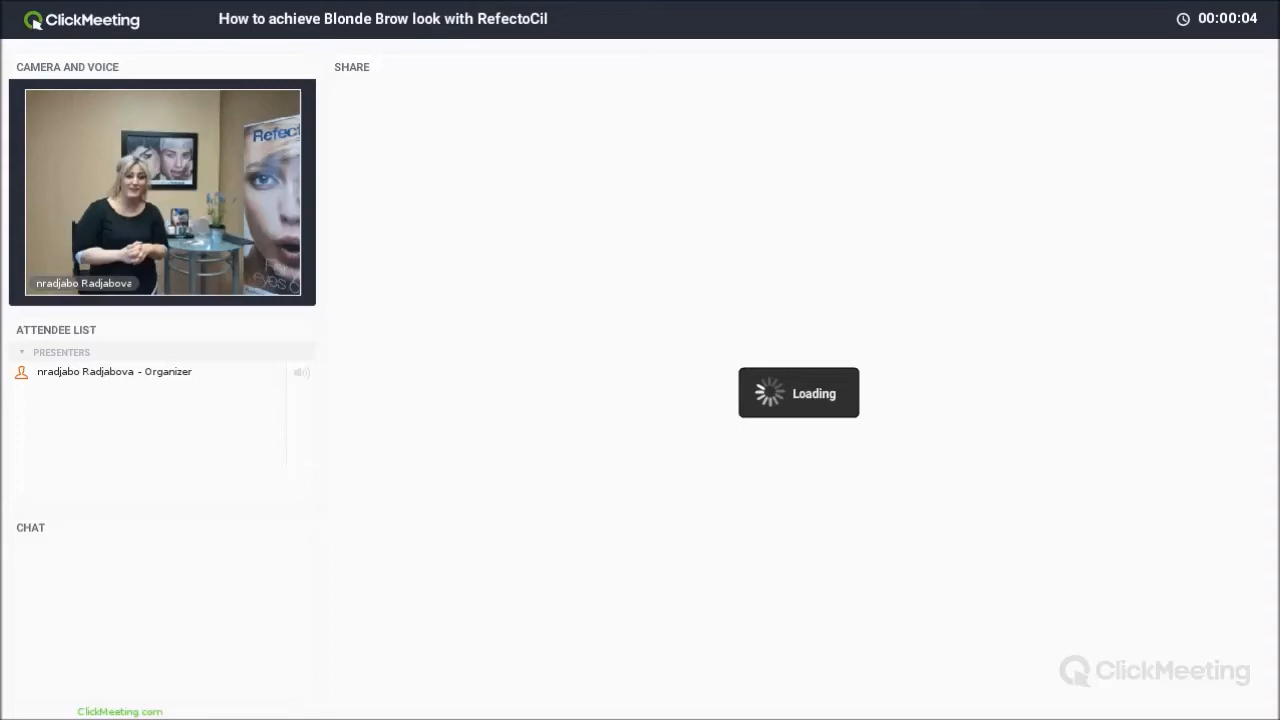 ClickMeeting
How to achieve Blonde Brow look with RefectoCil
00:00:04
CAMERA AND VOICE
SHARE
Refect
nradjabo Radjabova
ATTENDEE LIST
PRESENTERS
nradjabo Radjabova - Organizer
Loading
CHAT
ClickMeeting
ClickMeeting.com